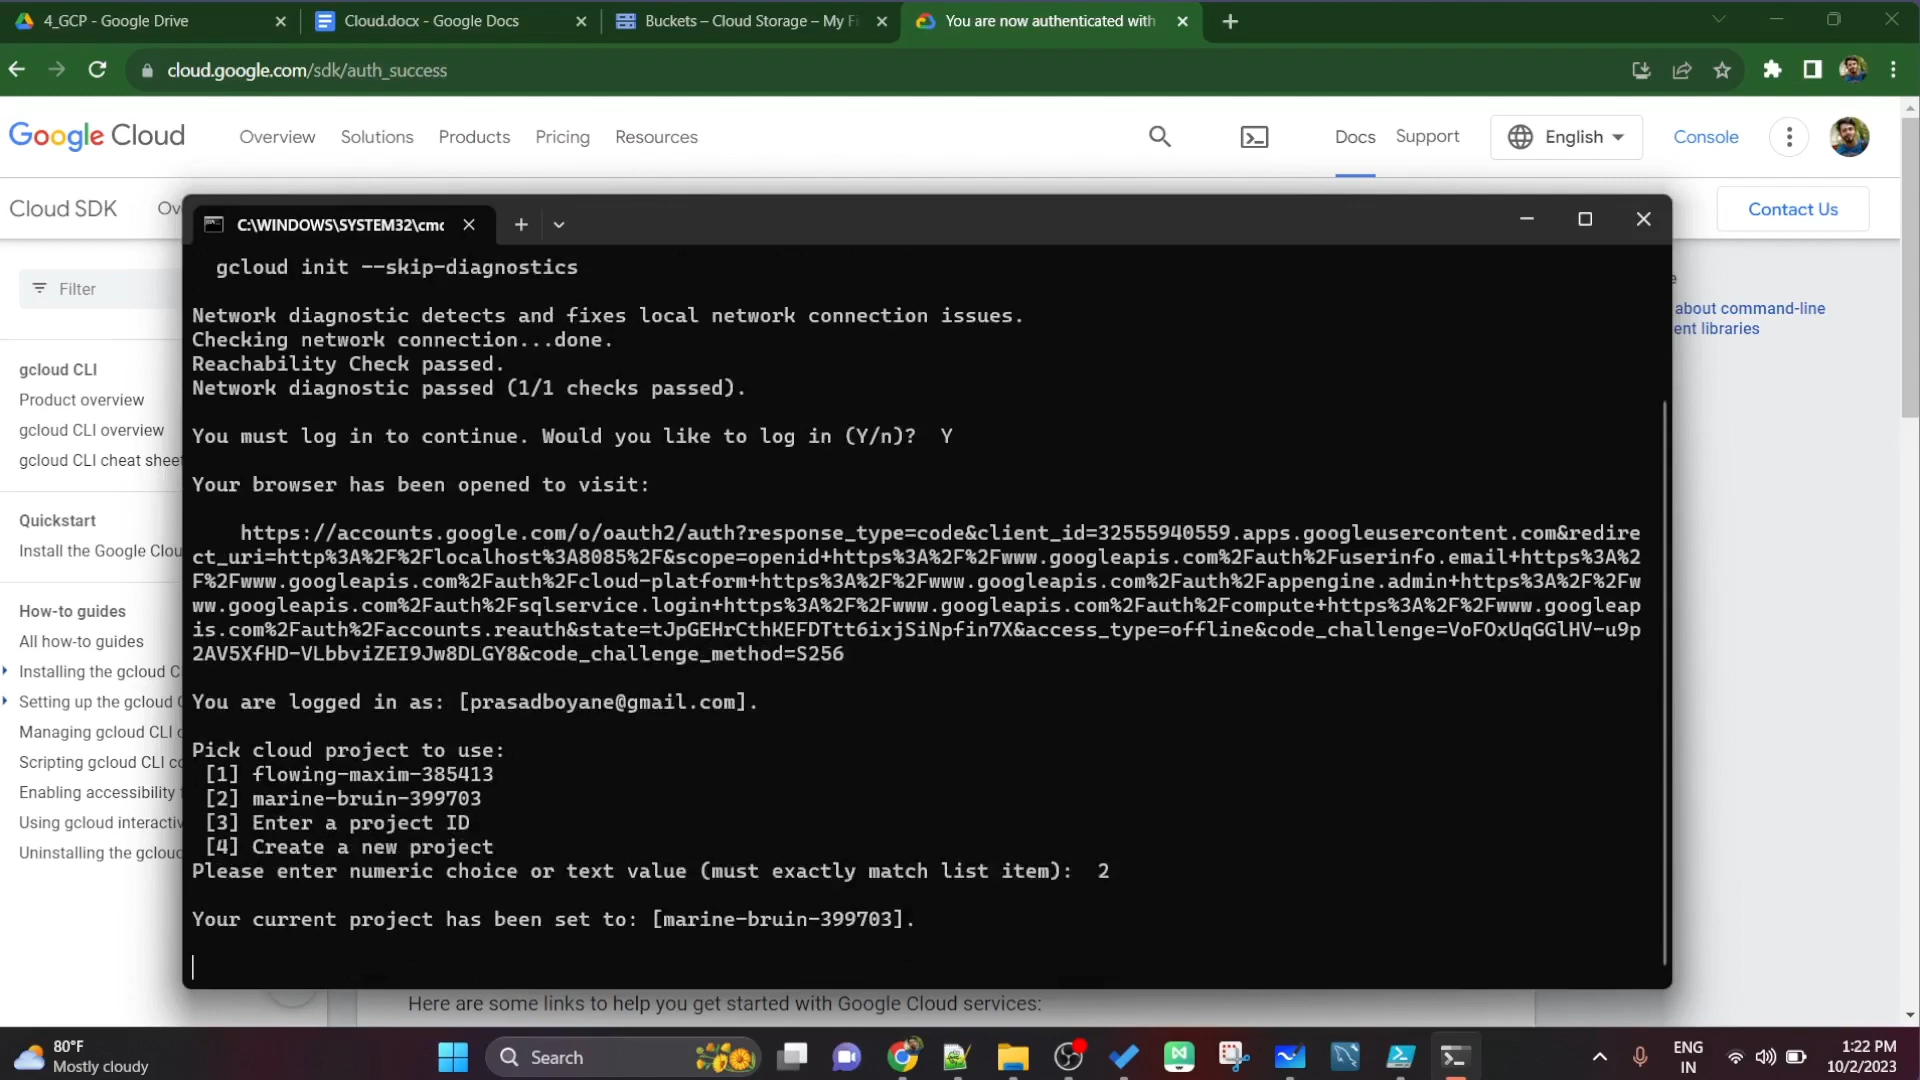 4_GCP - Google Drive
Cloud.docx - Google Docs
Buckets – Cloud Storage – My Fi
You are now authenticated with
cloud.google.com/sdk/auth_success
Google Cloud
Overview
Solutions
Products
Pricing
Resources
Docs
Support
English
Console
Cloud SDK
Ov
Contact Us
Filter
gcloud CLI
Product overview
gcloud CLI overview
gcloud CLI cheat sheet
Quickstart
Install the Google Clou
How-to guides
All how-to guides
Installing the gcloud C
Setting up the gcloud C
Managing gcloud CLI c
Scripting gcloud CLI co
Enabling accessibility
Using gcloud interactiv
Uninstalling the gcloud
C:\WINDOWS\SYSTEM32\cmc
gcloud init --skip-diagnostics
Network diagnostic detects and fixes local network connection issues.
Checking network connection...done.
Reachability Check passed.
Network diagnostic passed (1/1 checks passed).
You must log in to continue. Would you like to log in (Y/n)?  Y
Your browser has been opened to visit:
https://accounts.google.com/o/oauth2/auth?response_type=code&client_id=32555940559.apps.googleusercontent.com&redire
ct_uri=http%3A%2F%2Flocalhost%3A8085%2F&scope=openid+https%3A%2F%2Fwww.googleapis.com%2Fauth%2Fuserinfo.email+https%3A%2
F%2Fwww.googleapis.com%2Fauth%2Fcloud-platform+https%3A%2F%2Fwww.googleapis.com%2Fauth%2Fappengine.admin+https%3A%2F%2Fw
ww.googleapis.com%2Fauth%2Fsqlservice.login+https%3A%2F%2Fwww.googleapis.com%2Fauth%2Fcompute+https%3A%2F%2Fwww.googleap
is.com%2Fauth%2Faccounts.reauth&state=tJpGEHrCthKEFDTtt6ixjSiNpfin7X&access_type=offline&code_challenge=VoFOxUqGGlHV-u9p
2AV5XfHD-VLbbviZEI9Jw8DLGY8&code_challenge_method=S256
You are logged in as: [prasadboyane@gmail.com].
Pick cloud project to use:
[1] flowing-maxim-385413
[2] marine-bruin-399703
[3] Enter a project ID
[4] Create a new project
Please enter numeric choice or text value (must exactly match list item):  2
Your current project has been set to: [marine-bruin-399703].
e
about command-line
ent libraries
Here are some links to help you get started with Google Cloud services:
80°F
Mostly cloudy
Search
ENG
IN
1:22 PM
10/2/2023